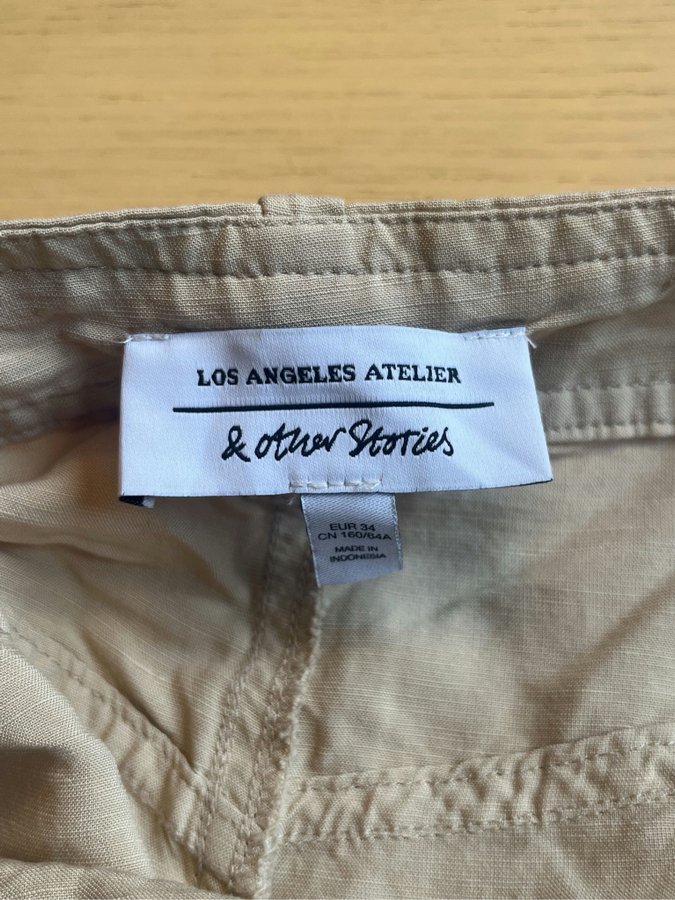 LOS ANGELES ATELIER
& other Stories
EUR 34
CN 160/64A
MADE IN
INDONESIA